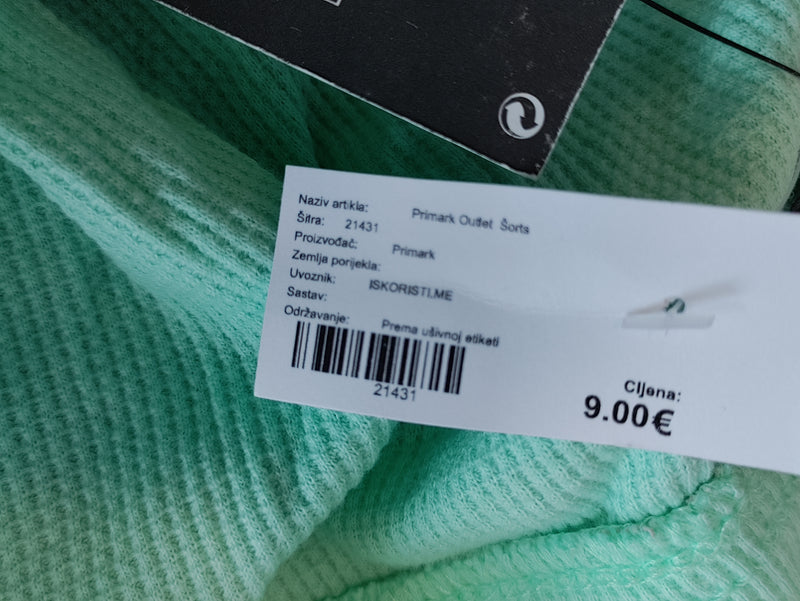 Naziv artikla: Primark Outlet Šorts
Šifra: 21431
Proizvođač: Primark
Zemlja porijekla:
Uvoznik: ISKORISTI.ME
Sastav:
Održavanje: Prema ušivnoj etiketi
21431
Cijena:
9.00€